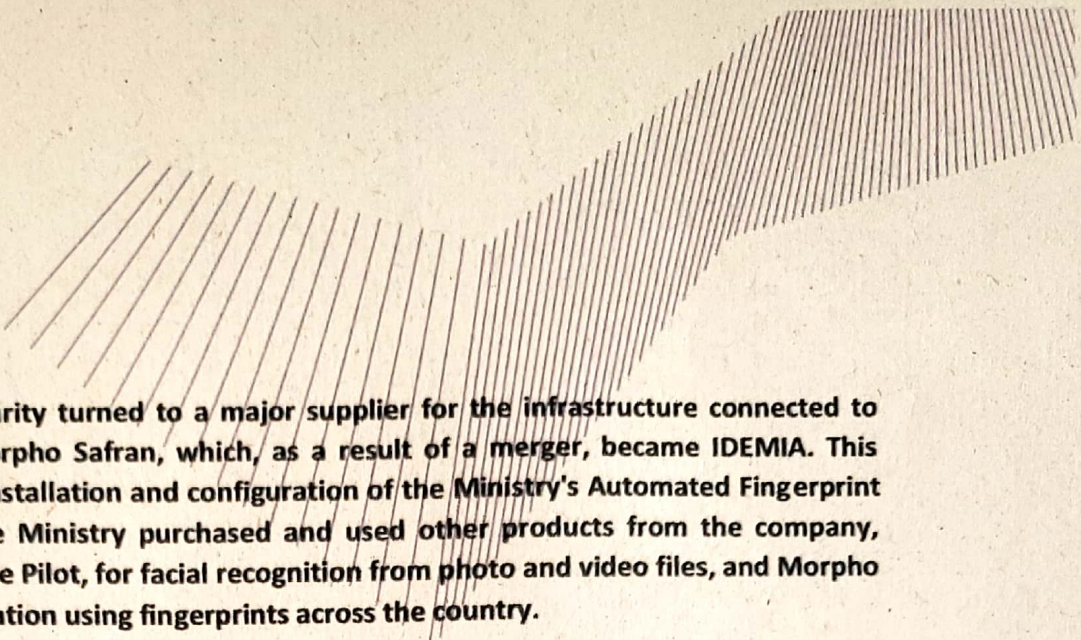 rity turned to a major supplier for the infrastructure connected to
rpho Safran, which, as a result of a merger, became IDEMIA. This
stallation and configuration of the Ministry's Automated Fingerprint
Ministry purchased and used other products from the company,
e Pilot, for facial recognition from photo and video files, and Morpho
ation using fingerprints across the country.